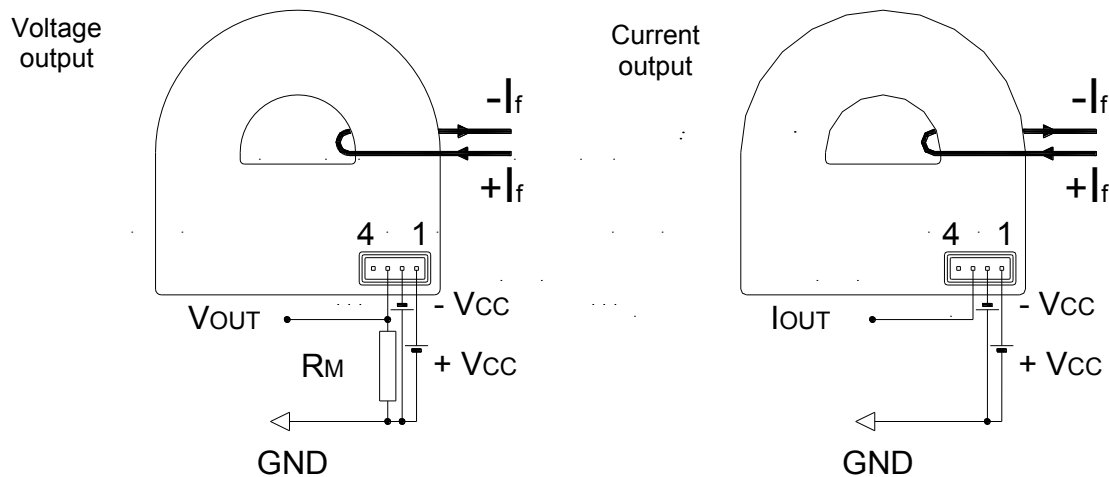 Voltage
output
-If
+If
4 1
VOUT
- VCC
RM
+ VCC
GND
Current
output
-If
+If
4 1
IOUT
- VCC
+ VCC
GND